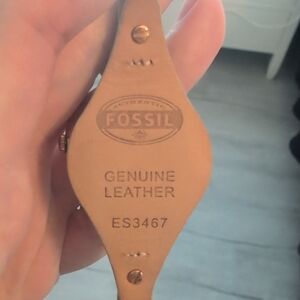 AUTHENTIC
FOSSIL
GENUINE
LEATHER
ES3467